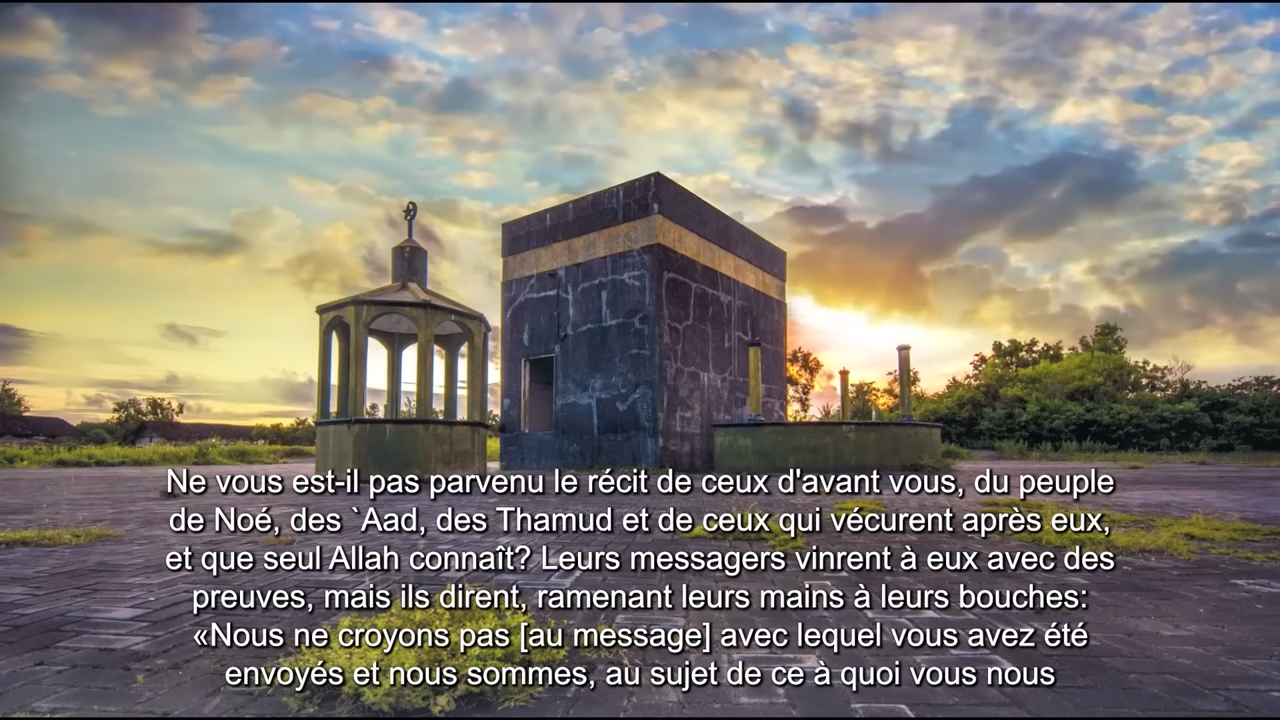 Ne vous est-il pas parvenu le récit de ceux d'avant vous, du peuple
de Noé, des `Aad, des Thamud et de ceux qui vécurent après eux,
et que seul Allah connaît? Leurs messagers vinrent à eux avec des
preuves, mais ils dirent, ramenant leurs mains à leurs bouches:
«Nous ne croyons pas [au message] avec lequel vous avez été
envoyés et nous sommes, au sujet de ce à quoi vous nous